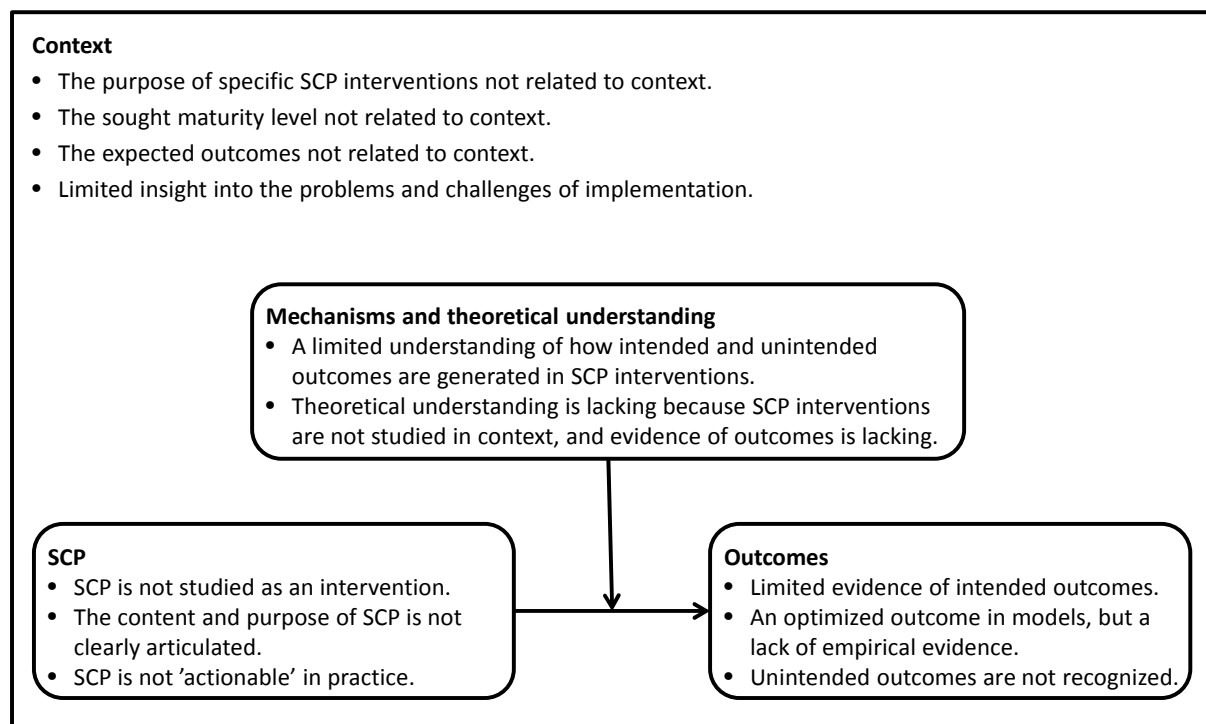 Context
• The purpose of specific SCP interventions not related to context.
• The sought maturity level not related to context.
• The expected outcomes not related to context.
• Limited insight into the problems and challenges of implementation.
Mechanisms and theoretical understanding
• A limited understanding of how intended and unintended
outcomes are generated in SCP interventions.
• Theoretical understanding is lacking because SCP interventions
are not studied in context, and evidence of outcomes is lacking.
SCP
• SCP is not studied as an intervention.
• The content and purpose of SCP is not
clearly articulated.
• SCP is not ’actionable’ in practice.
Outcomes
• Limited evidence of intended outcomes.
• An optimized outcome in models, but a
lack of empirical evidence.
• Unintended outcomes are not recognized.